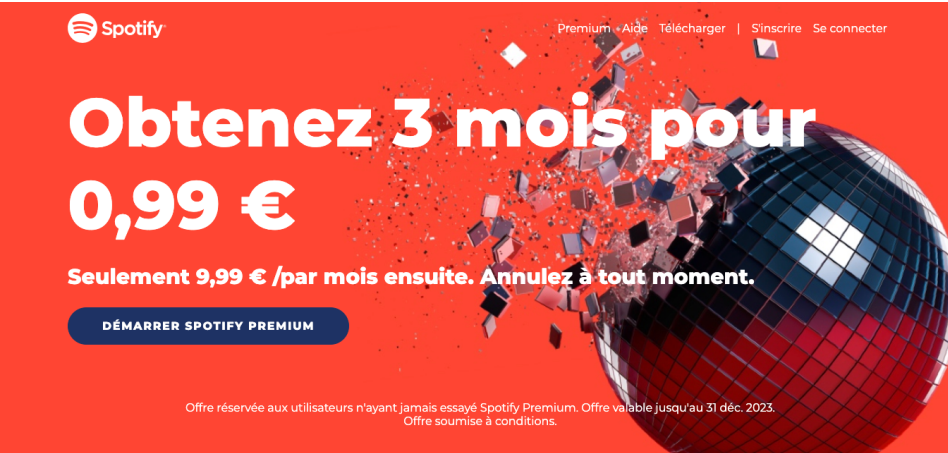 Spotify
Premium Aide Télécharger | S'inscrire Se connecter
Obtenez 3 mois pour
0,99 €
Seulement 9,99 € /par mois ensuite. Annulez à tout moment.
DÉMARRER SPOTIFY PREMIUM
Offre réservée aux utilisateurs n'ayant jamais essayé Spotify Premium. Offre valable jusqu'au 31 déc. 2023.
Offre soumise à conditions.